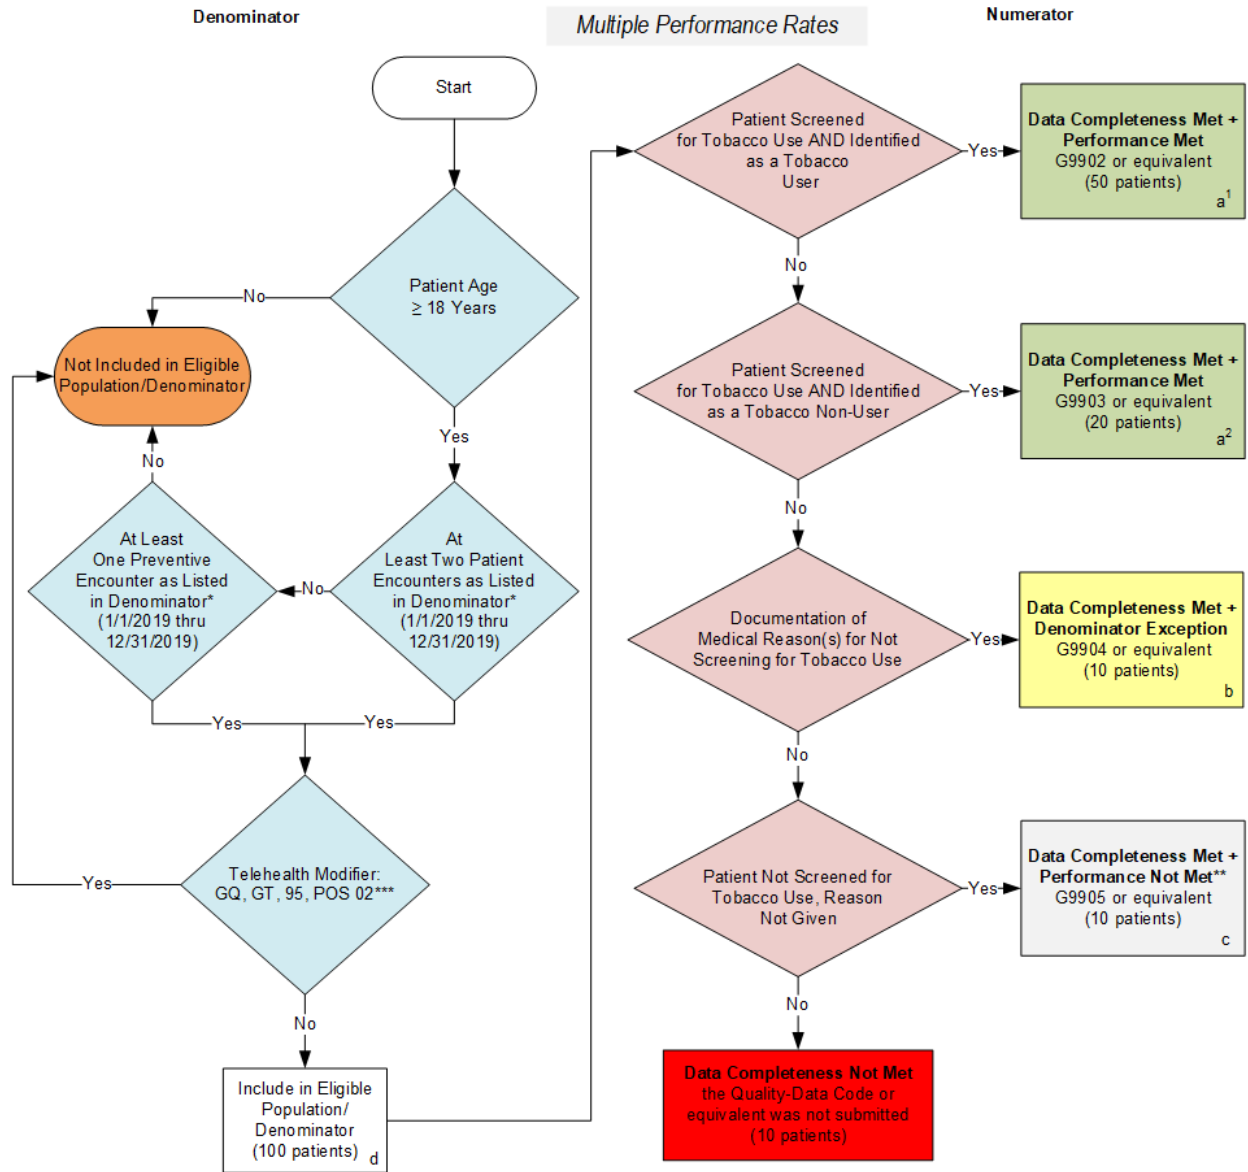 Denominator
Multiple Performance Rates
Numerator
Start
Patient Age
≥ 18 Years
No
Not Included in Eligible
Population/Denominator
Yes
No
At Least
One Preventive
Encounter as Listed
in Denominator*
(1/1/2019 thru
12/31/2019)
No
At
Least Two Patient
Encounters as Listed
in Denominator*
(1/1/2019 thru
12/31/2019)
Yes
Yes
Telehealth Modifier:
GQ, GT, 95, POS 02***
Yes
No
Include in Eligible
Population/
Denominator
(100 patients)
d
Patient Screened
for Tobacco Use AND Identified
as a Tobacco
User
Yes
Data Completeness Met +
Performance Met
G9902 or equivalent
(50 patients)
a¹
No
Patient Screened
for Tobacco Use AND Identified
as a Tobacco Non-User
Yes
Data Completeness Met +
Performance Met
G9903 or equivalent
(20 patients)
a²
No
Documentation of
Medical Reason(s) for Not
Screening for Tobacco Use
Yes
Data Completeness Met +
Denominator Exception
G9904 or equivalent
(10 patients)
b
No
Patient Not Screened for
Tobacco Use, Reason
Not Given
Yes
Data Completeness Met +
Performance Not Met**
G9905 or equivalent
(10 patients)
c
No
Data Completeness Not Met
the Quality-Data Code or
equivalent was not submitted
(10 patients)